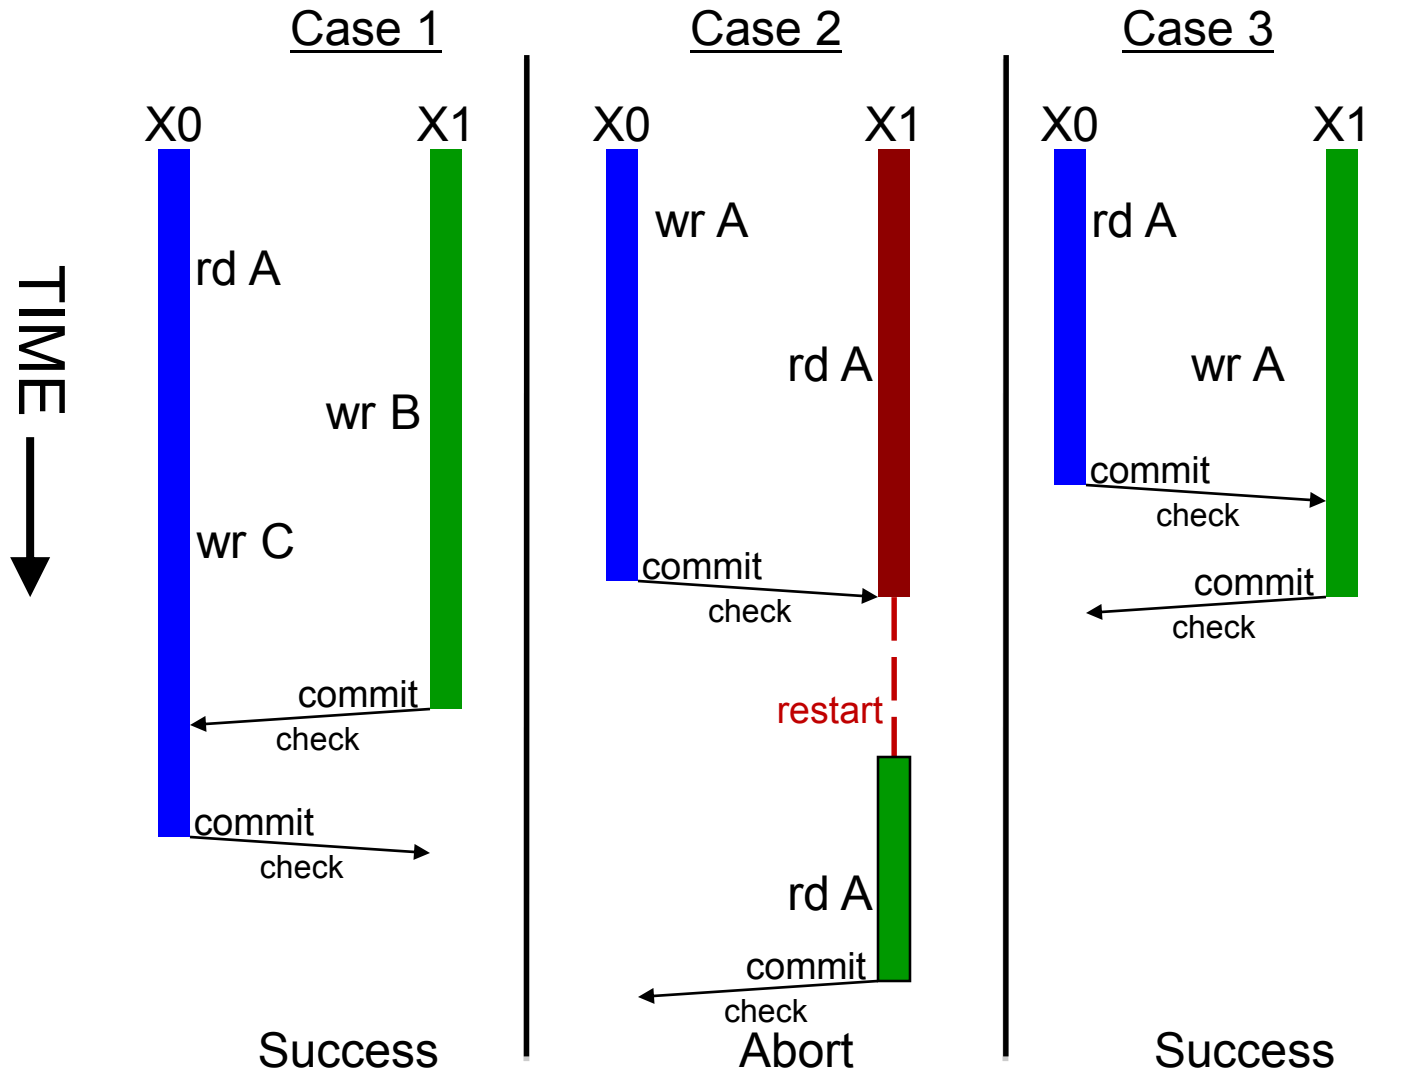 Case 1
X0
X1
TIME
rd A
wr B
wr C
commit
check
commit
check
Success
Case 2
X0
X1
wr A
rd A
commit
check
restart
rd A
commit
check
Abort
Case 3
X0
X1
rd A
wr A
commit
check
commit
check
Success